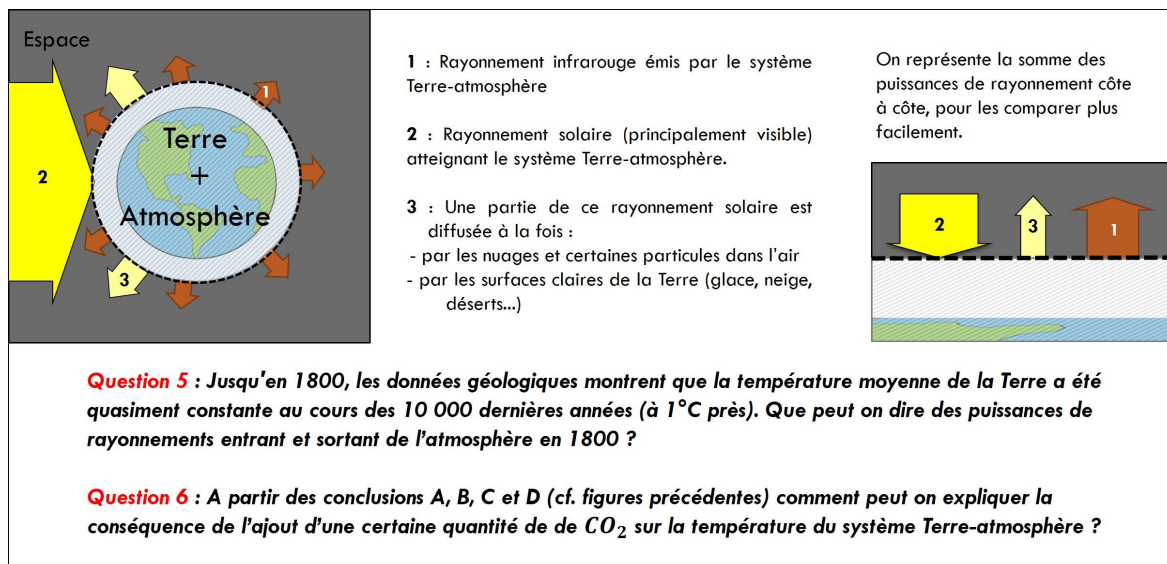 Espace
2
1
3
Terre
+
Atmosphère
1 : Rayonnement infrarouge émis par le système
Terre-atmosphère
2 : Rayonnement solaire (principalement visible)
atteignant le système Terre-atmosphère.
3 : Une partie de ce rayonnement solaire est
diffusée à la fois :
- par les nuages et certaines particules dans l'air
- par les surfaces claires de la Terre (glace, neige,
déserts...)
On représente la somme des
puissances de rayonnement côte
à côte, pour les comparer plus
facilement.
2
3
1
Question 5 : Jusqu'en 1800, les données géologiques montrent que la température moyenne de la Terre a été
quasiment constante au cours des 10 000 dernières années (à 1°C près). Que peut on dire des puissances de
rayonnements entrant et sortant de l'atmosphère en 1800 ?
Question 6 : A partir des conclusions A, B, C et D (cf. figures précédentes) comment peut on expliquer la
conséquence de l'ajout d'une certaine quantité de de CO₂ sur la température du système Terre-atmosphère ?